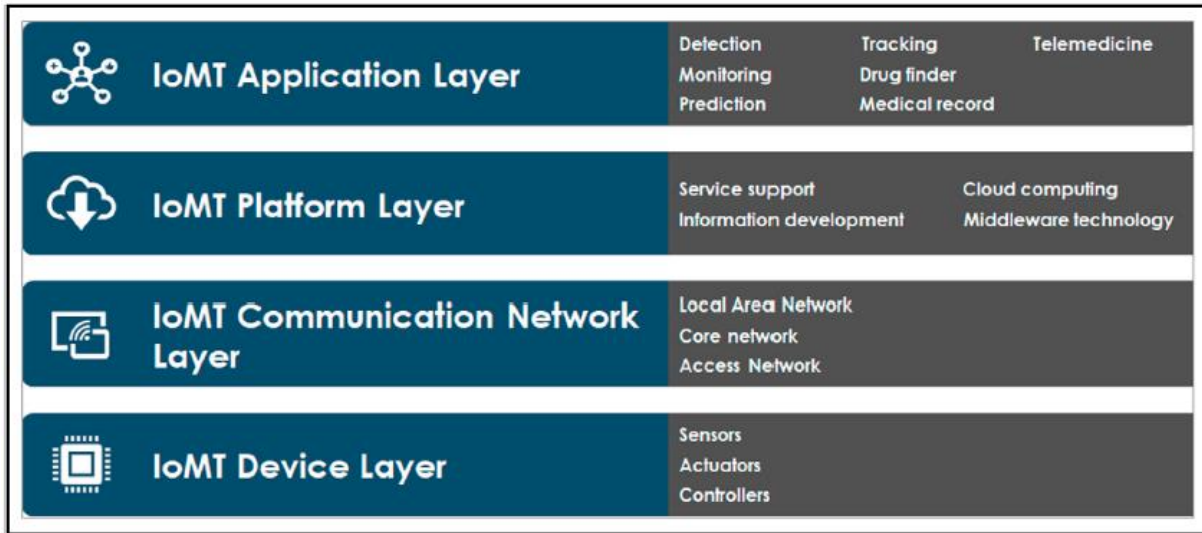 IoMT Application Layer
Detection Tracking Telemedicine
Monitoring Drug finder
Prediction Medical record
IoMT Platform Layer
Service support Cloud computing
Information development Middleware technology
IoMT Communication Network
Layer
Local Area Network
Core network
Access Network
IoMT Device Layer
Sensors
Actuators
Controllers